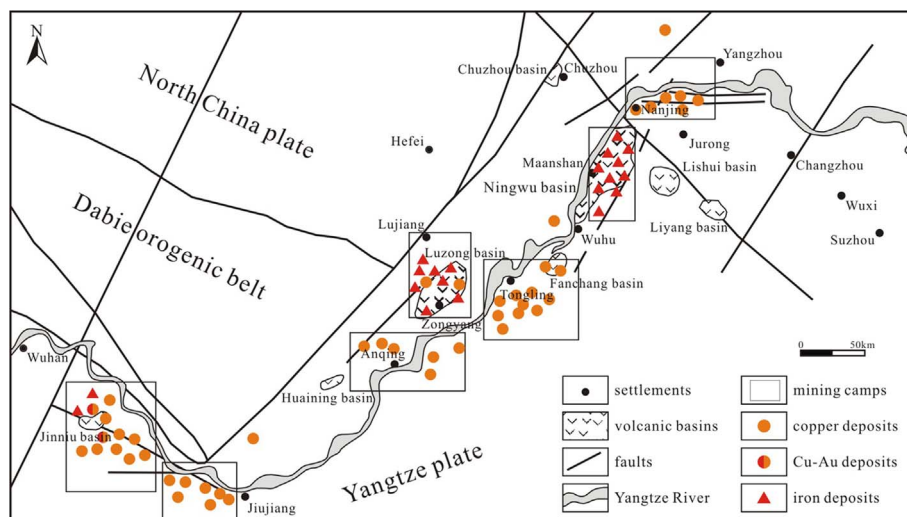 N
Yangzhou
Chuzhou basin
Chuzhou
North China plate
Nanjing
Hefei
Jurong
Maanshan
Lishui basin
Changzhou
Ningwu basin
Dabie orogenic belt
Wuxi
Lujiang
Liyang basin
Suzhou
Wuhu
Luzong basin
Fanchang basin
Tongling
Zongyang
Wuhan
Anqing
0
50km
Huaining basin
settlements
mining camps
Jinniu basin
volcanic basins
copper deposits
Yangtze plate
faults
Cu-Au deposits
Jiujiang
Yangtze River
iron deposits